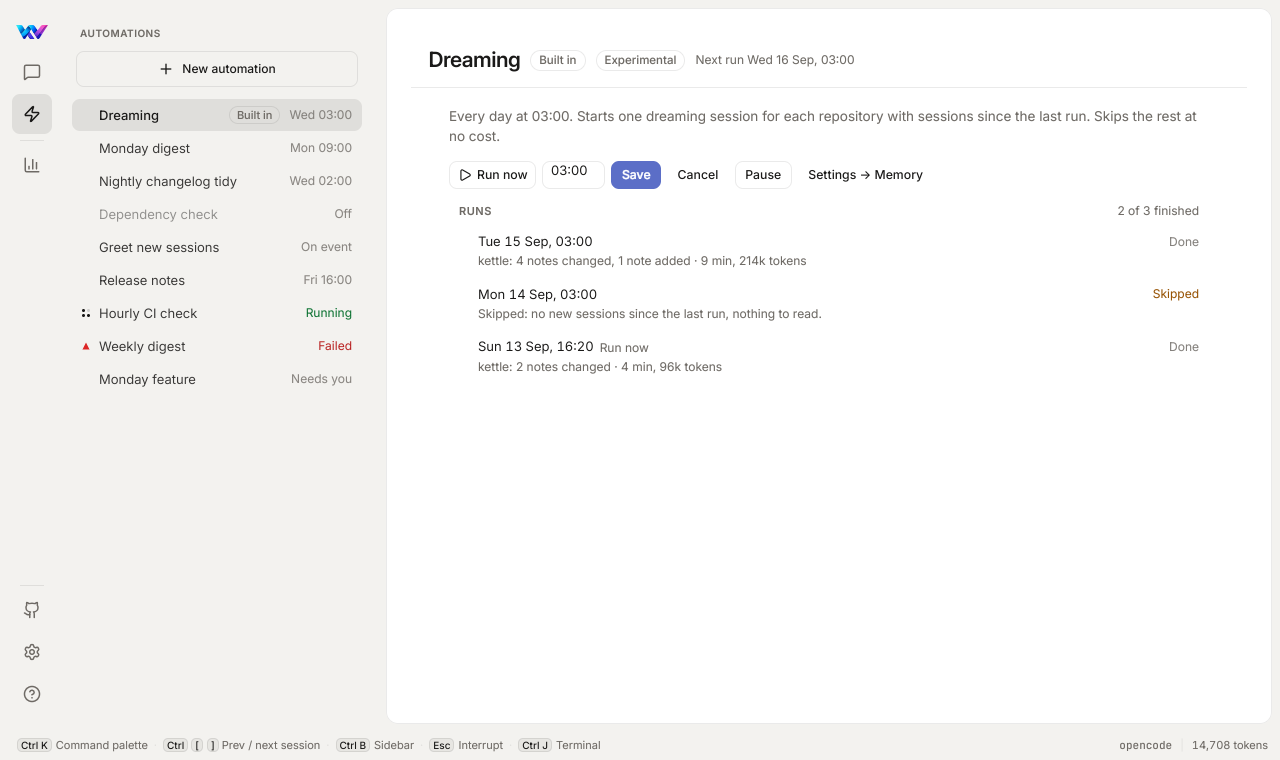 AUTOMATIONS
New automation
Dreaming Built in Wed 03:00
Monday digest Mon 09:00
Nightly changelog tidy Wed 02:00
Dependency check Off
Greet new sessions On event
Release notes Fri 16:00
Hourly CI check Running
Weekly digest Failed
Monday feature Needs you
Dreaming Built in Experimental Next run Wed 16 Sep, 03:00
Every day at 03:00. Starts one dreaming session for each repository with sessions since the last run. Skips the rest at
no cost.
Run now 03:00 Save Cancel Pause Settings → Memory
RUNS 2 of 3 finished
Tue 15 Sep, 03:00 Done
kettle: 4 notes changed, 1 note added · 9 min, 214k tokens
Mon 14 Sep, 03:00 Skipped
Skipped: no new sessions since the last run, nothing to read.
Sun 13 Sep, 16:20 Run now Done
kettle: 2 notes changed · 4 min, 96k tokens
Ctrl K Command palette Ctrl [ ] Prev / next session Ctrl B Sidebar Esc Interrupt Ctrl J Terminal opencode 14,708 tokens